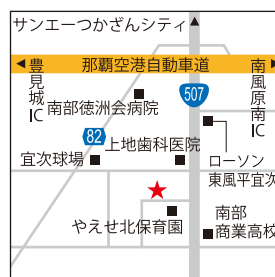 サンエーつかざんシティ▲
◀豊見城IC
那覇空港自動車道
南風原南IC▶
南部徳洲会病院
507
82
上地歯科医院
宜次球場
ローソン
東風平宜次
★
やえせ北保育園
南部
商業高校